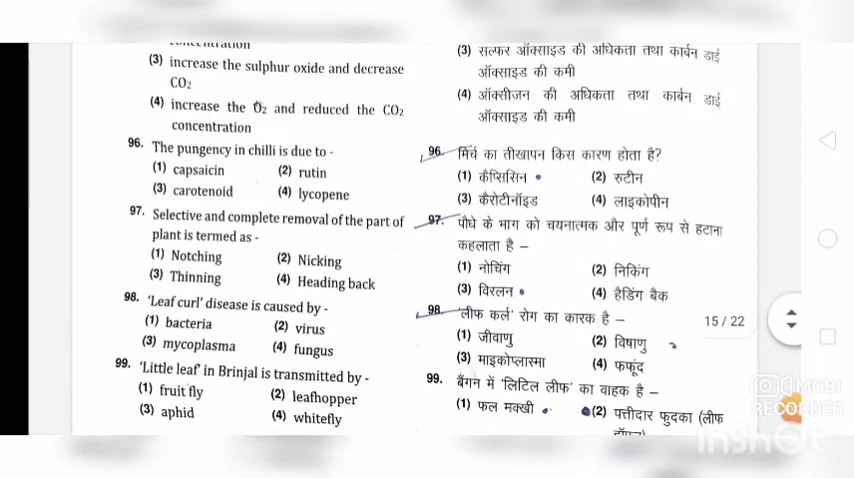 concentration
(3) increase the sulphur oxide and decrease
CO2
(4) increase the O2 and reduced the CO2
concentration
96. The pungency in chilli is due to -
(1) capsaicin (2) rutin
(3) carotenoid (4) lycopene
97. Selective and complete removal of the part of
plant is termed as -
(1) Notching (2) Nicking
(3) Thinning (4) Heading back
98. 'Leaf curl' disease is caused by -
(1) bacteria (2) virus
(3) mycoplasma (4) fungus
99. 'Little leaf' in Brinjal is transmitted by -
(1) fruit fly (2) leafhopper
(3) aphid (4) whitefly
(3) सल्फर ऑक्साइड की अधिकता तथा कार्बन डाई
ऑक्साइड की कमी
(4) ऑक्सीजन की अधिकता तथा कार्बन डाई
ऑक्साइड की कमी
96. मिर्च का तीखापन किस कारण होता है?
(1) कैप्सिसिन (2) रुटीन
(3) कैरोटीनॉइड (4) लाइकोपीन
97. पौधे के भाग को चयनात्मक और पूर्ण रूप से हटाना
कहलाता है –
(1) नोचिंग (2) निकिंग
(3) विरलन (4) हैडिंग बैक
98. 'लीफ कर्ल' रोग का कारक है –
(1) जीवाणु (2) विषाणु
(3) माइकोप्लास्मा (4) फफूंद
99. बैंगन में 'लिटिल लीफ' का वाहक है –
(1) फल मक्खी (2) पत्तीदार फुदका (लीफ
15 / 22
MOBI
RECORDER
InShOt